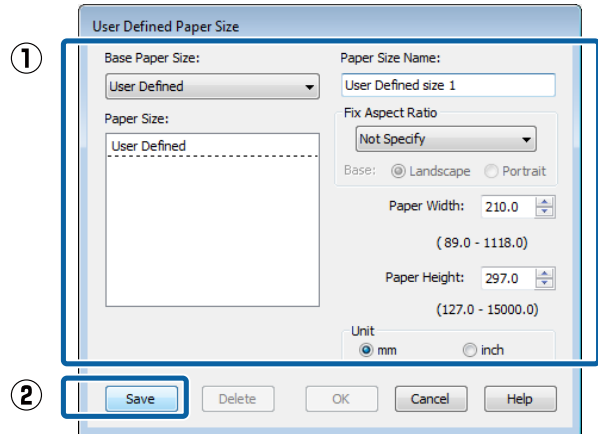 User Defined Paper Size
①
Base Paper Size:
User Defined
Paper Size:
User Defined
Paper Size Name:
User Defined size 1
Fix Aspect Ratio
Not Specify
Base: Landscape Portrait
Paper Width: 210.0
( 89.0 - 1118.0)
Paper Height: 297.0
(127.0 - 15000.0)
Unit
mm inch
②
Save Delete OK Cancel Help